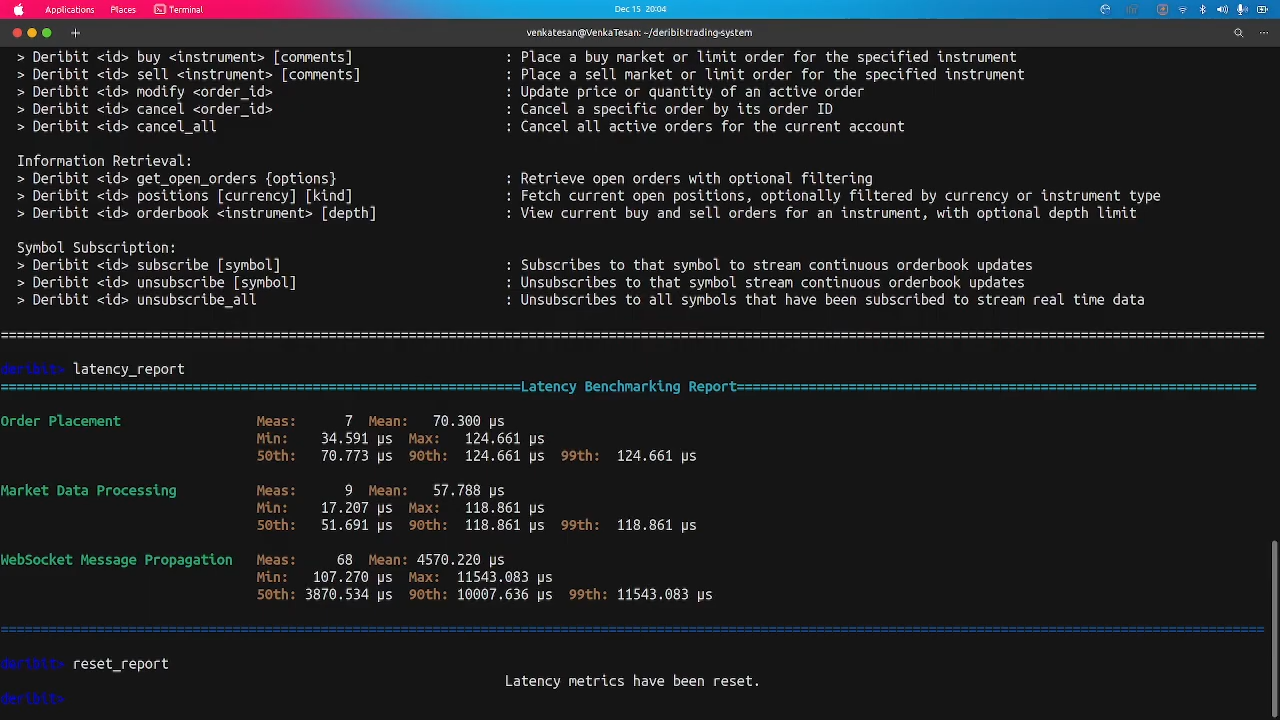 Applications Places Terminal Dec 15 20:04
venkatesan@VenkaTesan: ~/deribit-trading-system
> Deribit <id> buy <instrument> [comments] : Place a buy market or limit order for the specified instrument
> Deribit <id> sell <instrument> [comments] : Place a sell market or limit order for the specified instrument
> Deribit <id> modify <order_id> : Update price or quantity of an active order
> Deribit <id> cancel <order_id> : Cancel a specific order by its order ID
> Deribit <id> cancel_all : Cancel all active orders for the current account
Information Retrieval:
> Deribit <id> get_open_orders {options} : Retrieve open orders with optional filtering
> Deribit <id> positions [currency] [kind] : Fetch current open positions, optionally filtered by currency or instrument type
> Deribit <id> orderbook <instrument> [depth] : View current buy and sell orders for an instrument, with optional depth limit
Symbol Subscription:
> Deribit <id> subscribe [symbol] : Subscribes to that symbol to stream continuous orderbook updates
> Deribit <id> unsubscribe [symbol] : Unsubscribes to that symbol stream continuous orderbook updates
> Deribit <id> unsubscribe_all : Unsubscribes to all symbols that have been subscribed to stream real time data
deribit> latency_report
Latency Benchmarking Report
Order Placement Meas: 7 Mean: 70.300 µs
Min: 34.591 µs Max: 124.661 µs
50th: 70.773 µs 90th: 124.661 µs 99th: 124.661 µs
Market Data Processing Meas: 9 Mean: 57.788 µs
Min: 17.207 µs Max: 118.861 µs
50th: 51.691 µs 90th: 118.861 µs 99th: 118.861 µs
WebSocket Message Propagation Meas: 68 Mean: 4570.220 µs
Min: 107.270 µs Max: 11543.083 µs
50th: 3870.534 µs 90th: 10007.636 µs 99th: 11543.083 µs
deribit> reset_report
Latency metrics have been reset.
deribit>